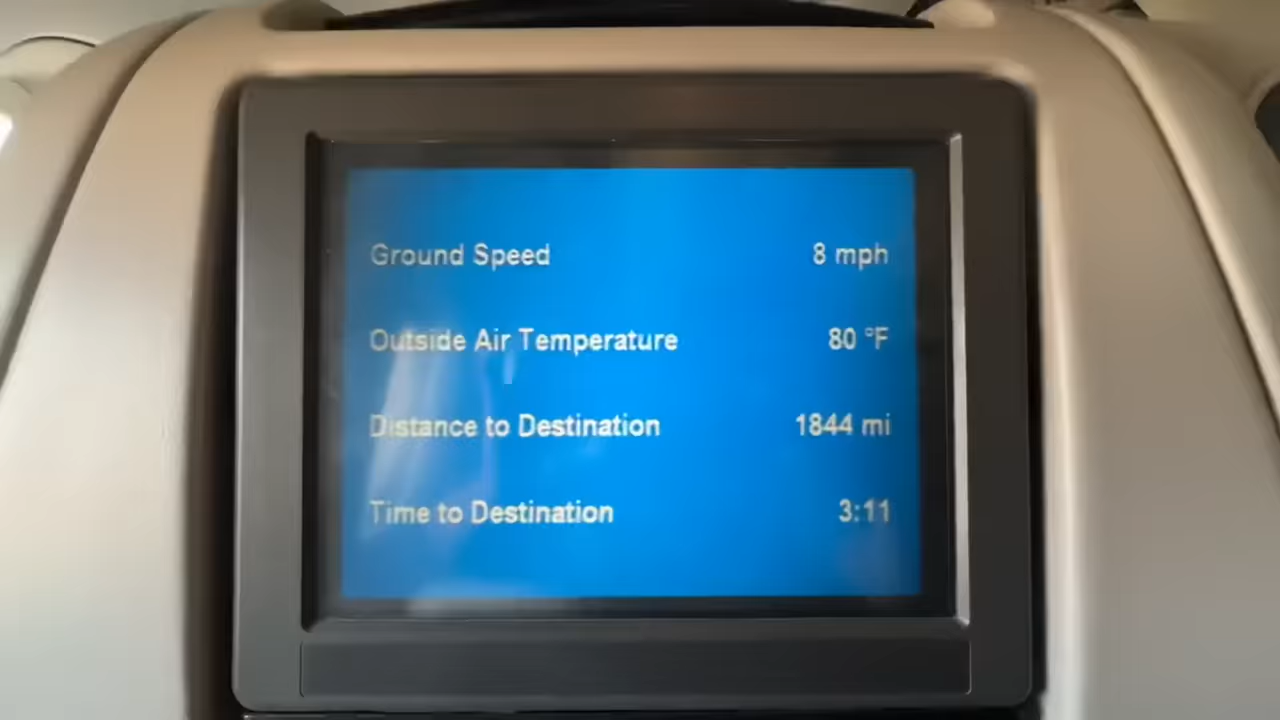 Ground Speed 8 mph
Outside Air Temperature 80 °F
Distance to Destination 1844 mi
Time to Destination 3:11